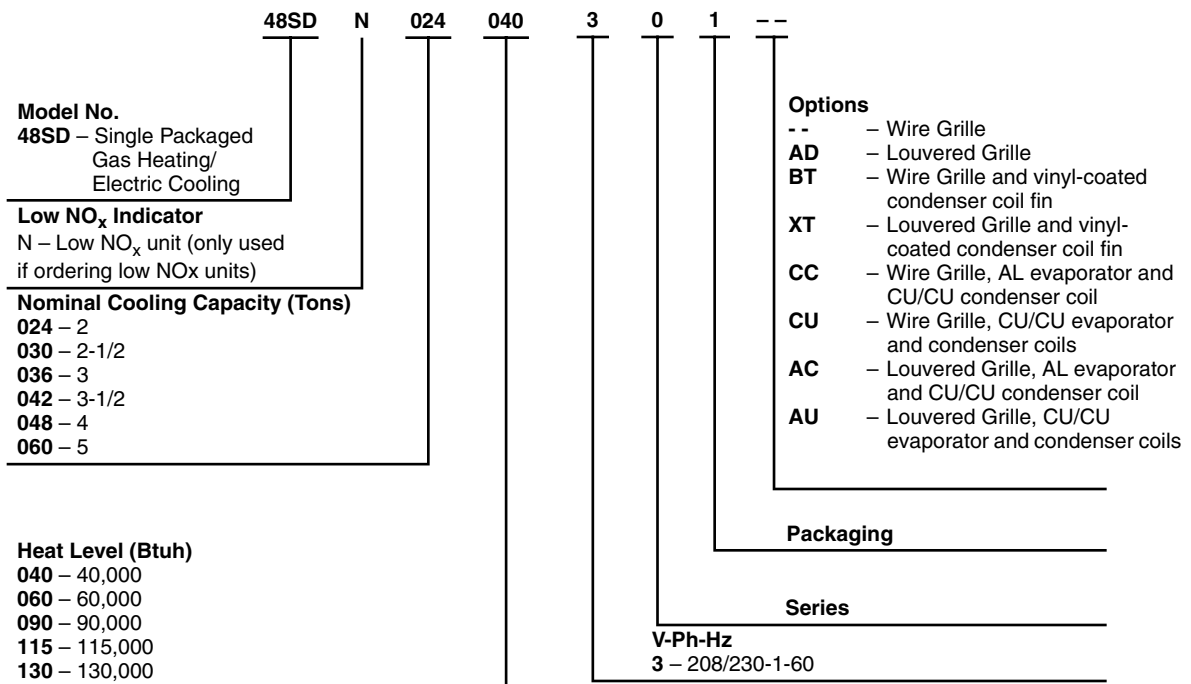 48SD N 024 040 3 0 1 – –
Model No.
48SD – Single Packaged
Gas Heating/
Electric Cooling
Low NOx Indicator
N – Low NOx unit (only used
if ordering low NOx units)
Nominal Cooling Capacity (Tons)
024 – 2
030 – 2-1/2
036 – 3
042 – 3-1/2
048 – 4
060 – 5
Heat Level (Btuh)
040 – 40,000
060 – 60,000
090 – 90,000
115 – 115,000
130 – 130,000
Options
- - – Wire Grille
AD – Louvered Grille
BT – Wire Grille and vinyl-coated
condenser coil fin
XT – Louvered Grille and vinyl-
coated condenser coil fin
CC – Wire Grille, AL evaporator and
CU/CU condenser coil
CU – Wire Grille, CU/CU evaporator
and condenser coils
AC – Louvered Grille, AL evaporator
and CU/CU condenser coil
AU – Louvered Grille, CU/CU
evaporator and condenser coils
Packaging
Series
V-Ph-Hz
3 – 208/230-1-60